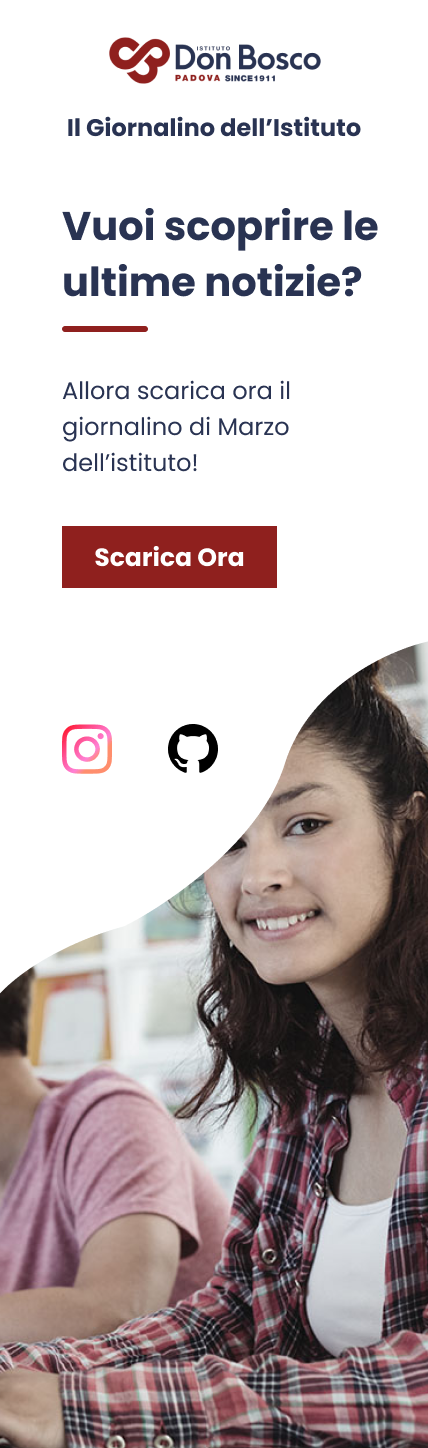 ISTITUTO
Don Bosco
PADOVA SINCE1911
Il Giornalino dell’Istituto
Vuoi scoprire le
ultime notizie?
Allora scarica ora il
giornalino di Marzo
dell’istituto!
Scarica Ora